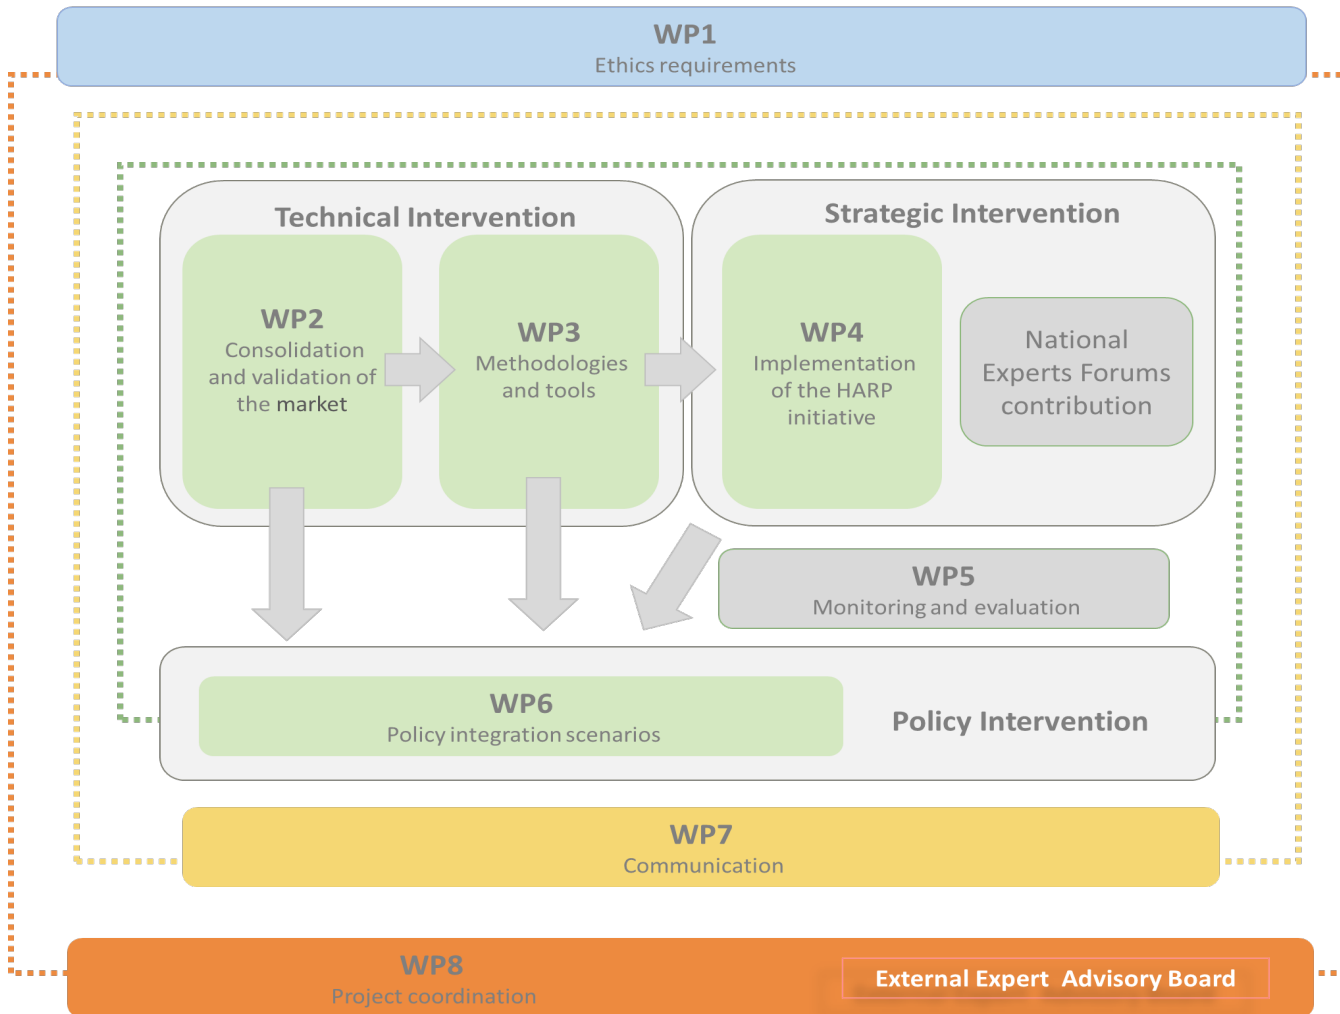 WP1
Ethics requirements
Technical Intervention
Strategic Intervention
WP2
Consolidation
and validation of
the market
WP3
Methodologies
and tools
WP4
Implementation
of the HARP
initiative
National
Experts Forums
contribution
WP5
Monitoring and evaluation
WP6
Policy integration scenarios
Policy Intervention
WP7
Communication
WP8
Project coordination
External Expert Advisory Board